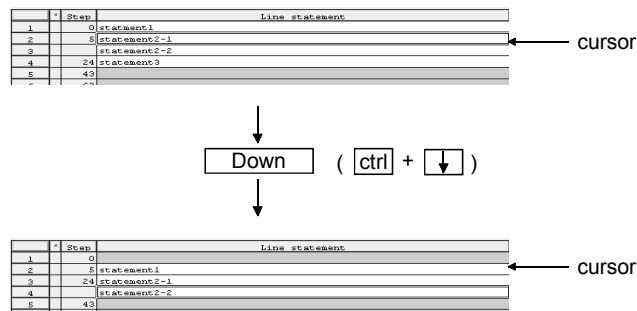 * Step Line statement
1 0 statment1
2 5 statement2-1
cursor
3 statement2-2
4 24 statement3
5 43
Down ( ctrl + ↓ )
* Step Line statement
1 0
2 5 statement1
cursor
3 24 statement2-1
4 statement2-2
5 43